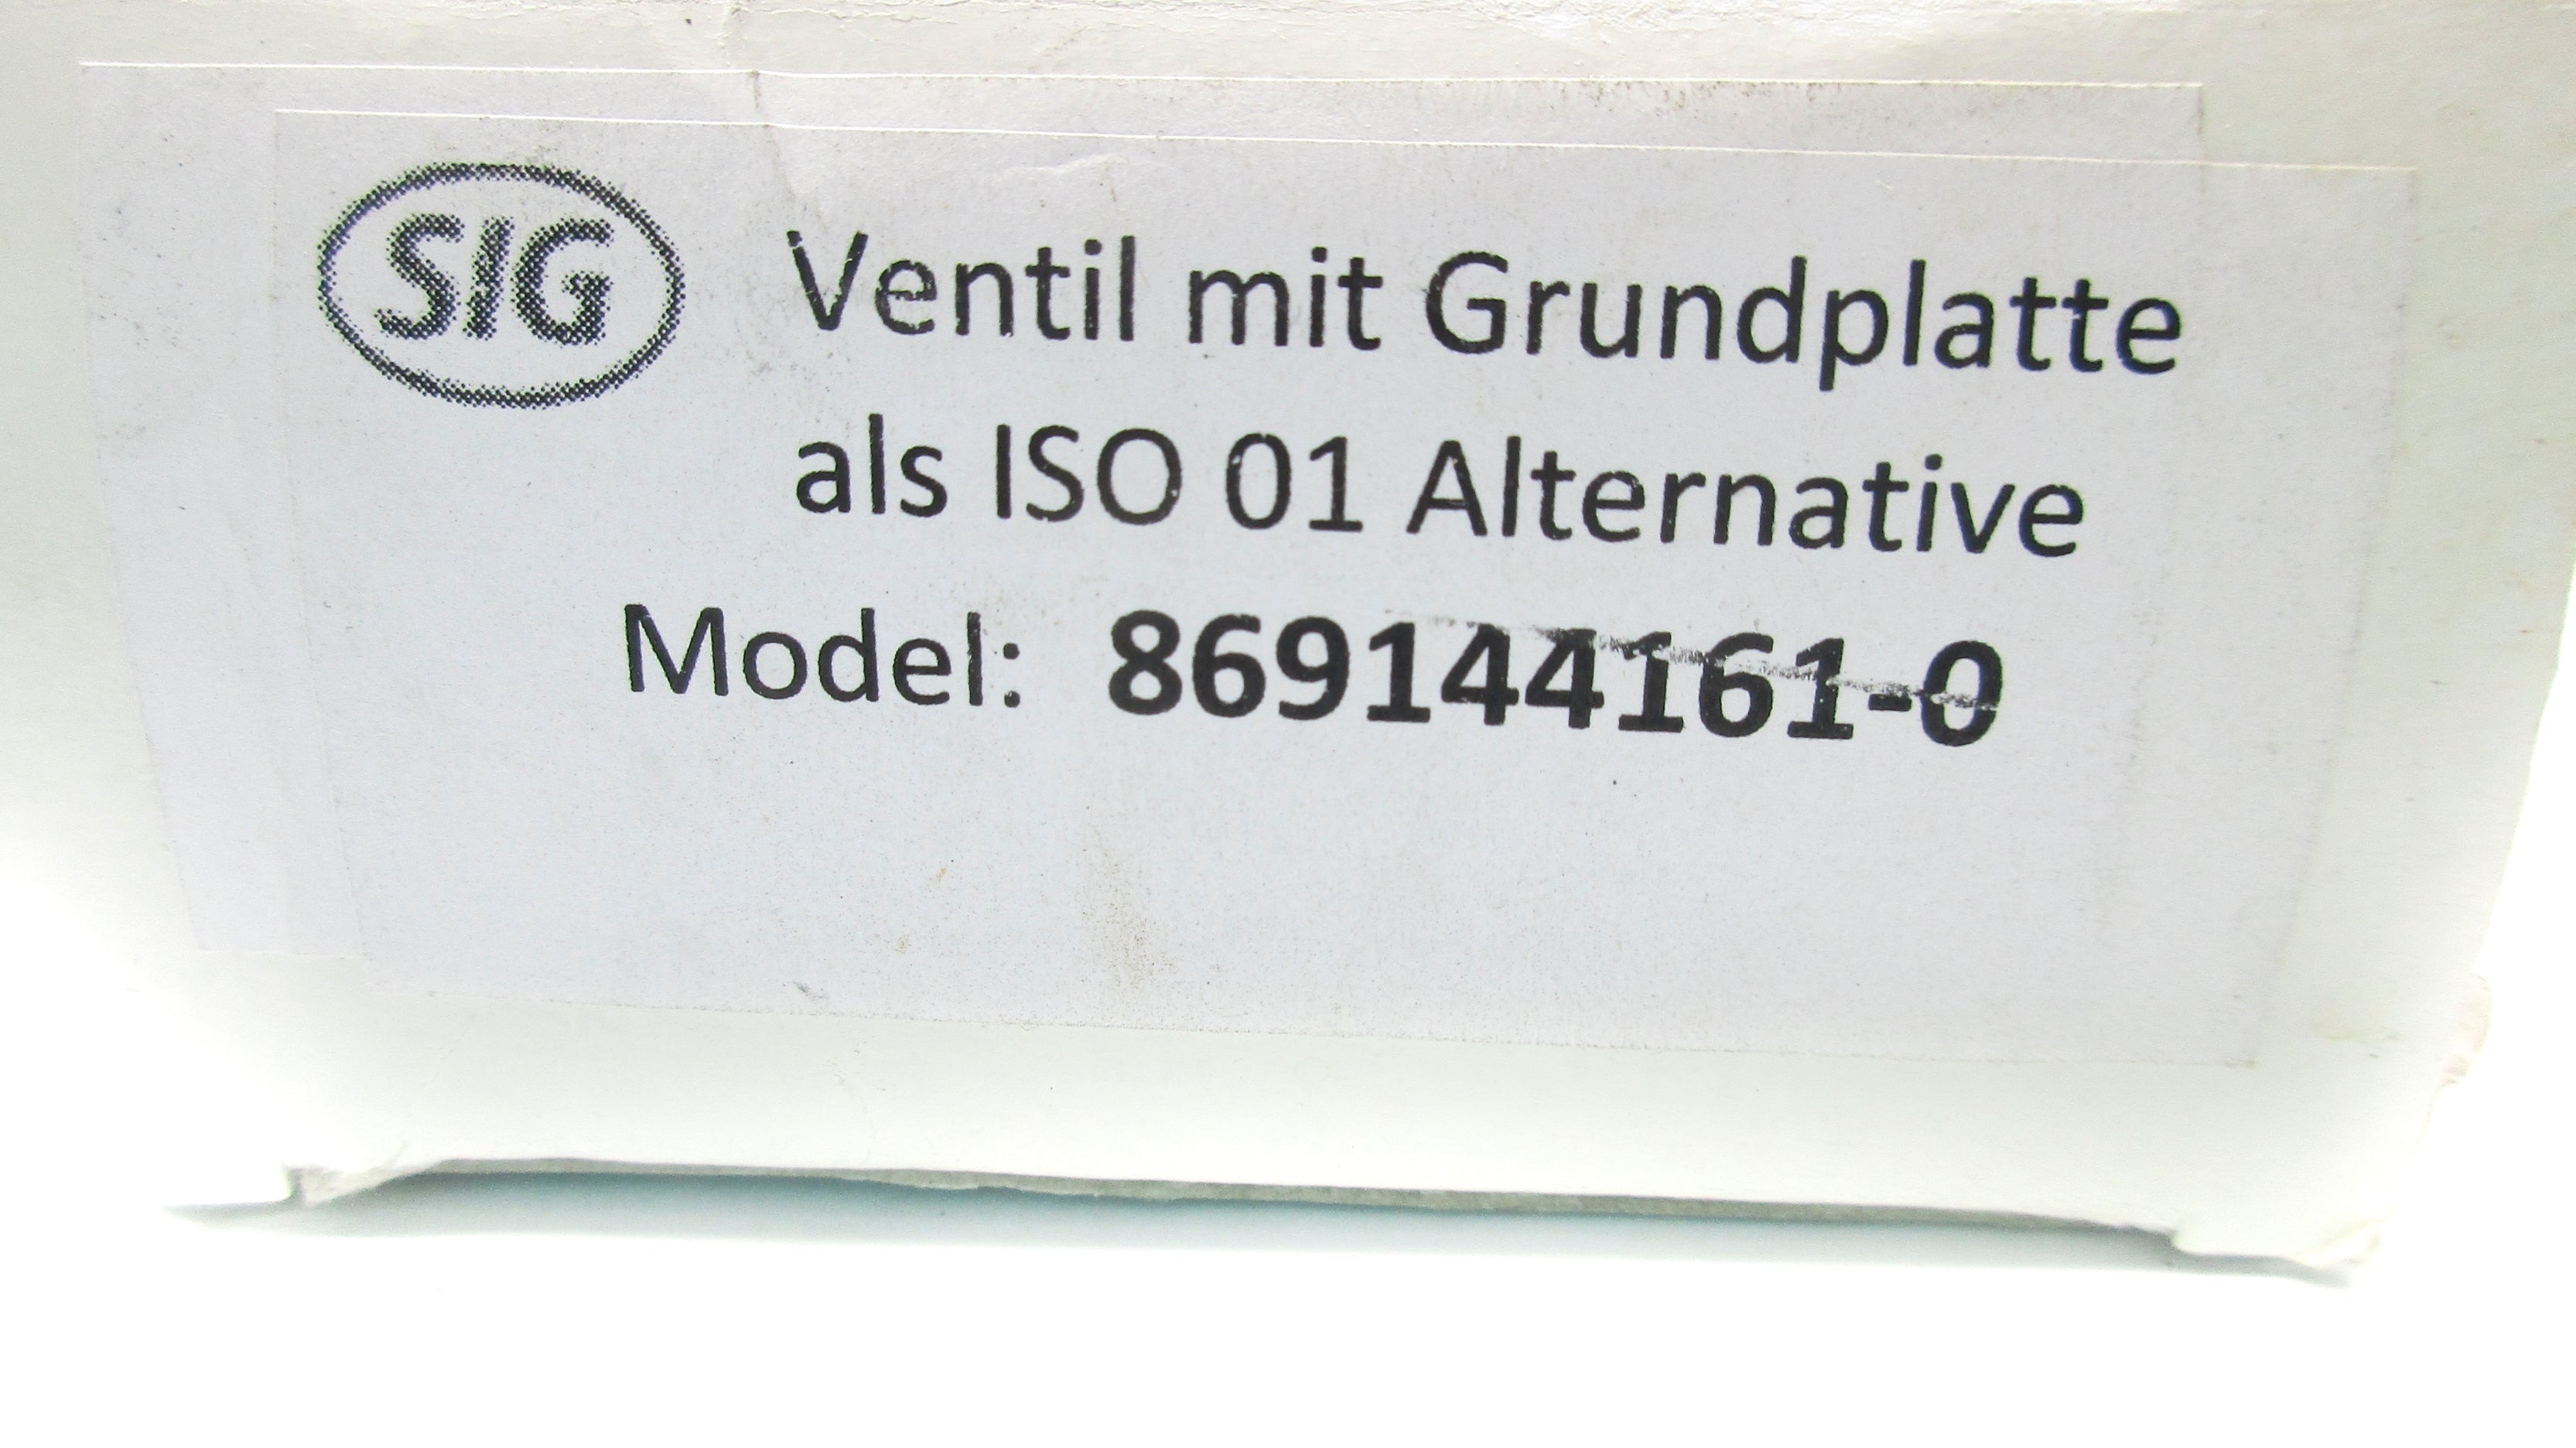 SIG
Ventil mit Grundplatte
als ISO 01 Alternative
Model: 869144161-0